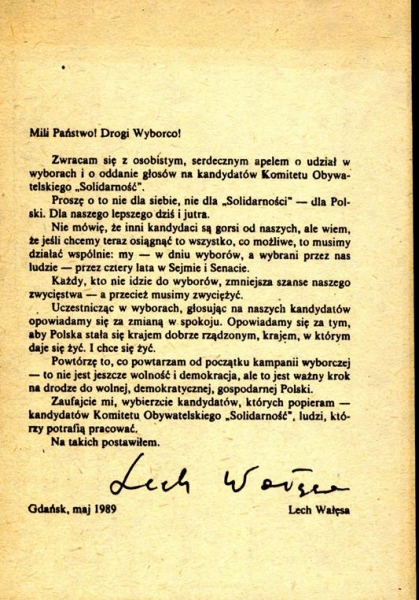 Mili Państwo! Drogi Wyborco!
Zwracam się z osobistym, serdecznym apelem o udział w
wyborach i o oddanie głosów na kandydatów Komitetu Obywa-
telskiego „Solidarność”.
Proszę o to nie dla siebie, nie dla „Solidarności” — dla Pol-
ski. Dla naszego lepszego dziś i jutra.
Nie mówię, że inni kandydaci są gorsi od naszych, ale wiem,
że jeśli chcemy teraz osiągnąć to wszystko, co możliwe, to musimy
działać wspólnie: my — w dniu wyborów, a wybrani przez nas
ludzie — przez cztery lata w Sejmie i Senacie.
Każdy, kto nie idzie do wyborów, zmniejsza szanse naszego
zwycięstwa — a przecież musimy zwyciężyć.
Uczestnicząc w wyborach, głosując na naszych kandydatów
opowiadamy się za zmianą w spokoju. Opowiadamy się za tym,
aby Polska stała się krajem dobrze rządzonym, krajem, w którym
daje się żyć. I chce się żyć.
Powtórzę to, co powtarzam od początku kampanii wyborczej
— to nie jest jeszcze wolność i demokracja, ale to jest ważny krok
na drodze do wolnej, demokratycznej, gospodarnej Polski.
Zaufajcie mi, wybierzcie kandydatów, których popieram —
kandydatów Komitetu Obywatelskiego „Solidarność”, ludzi, któ-
rzy potrafią pracować.
Na takich postawiłem.
Lech Wałęsa
Gdańsk, maj 1989 Lech Wałęsa